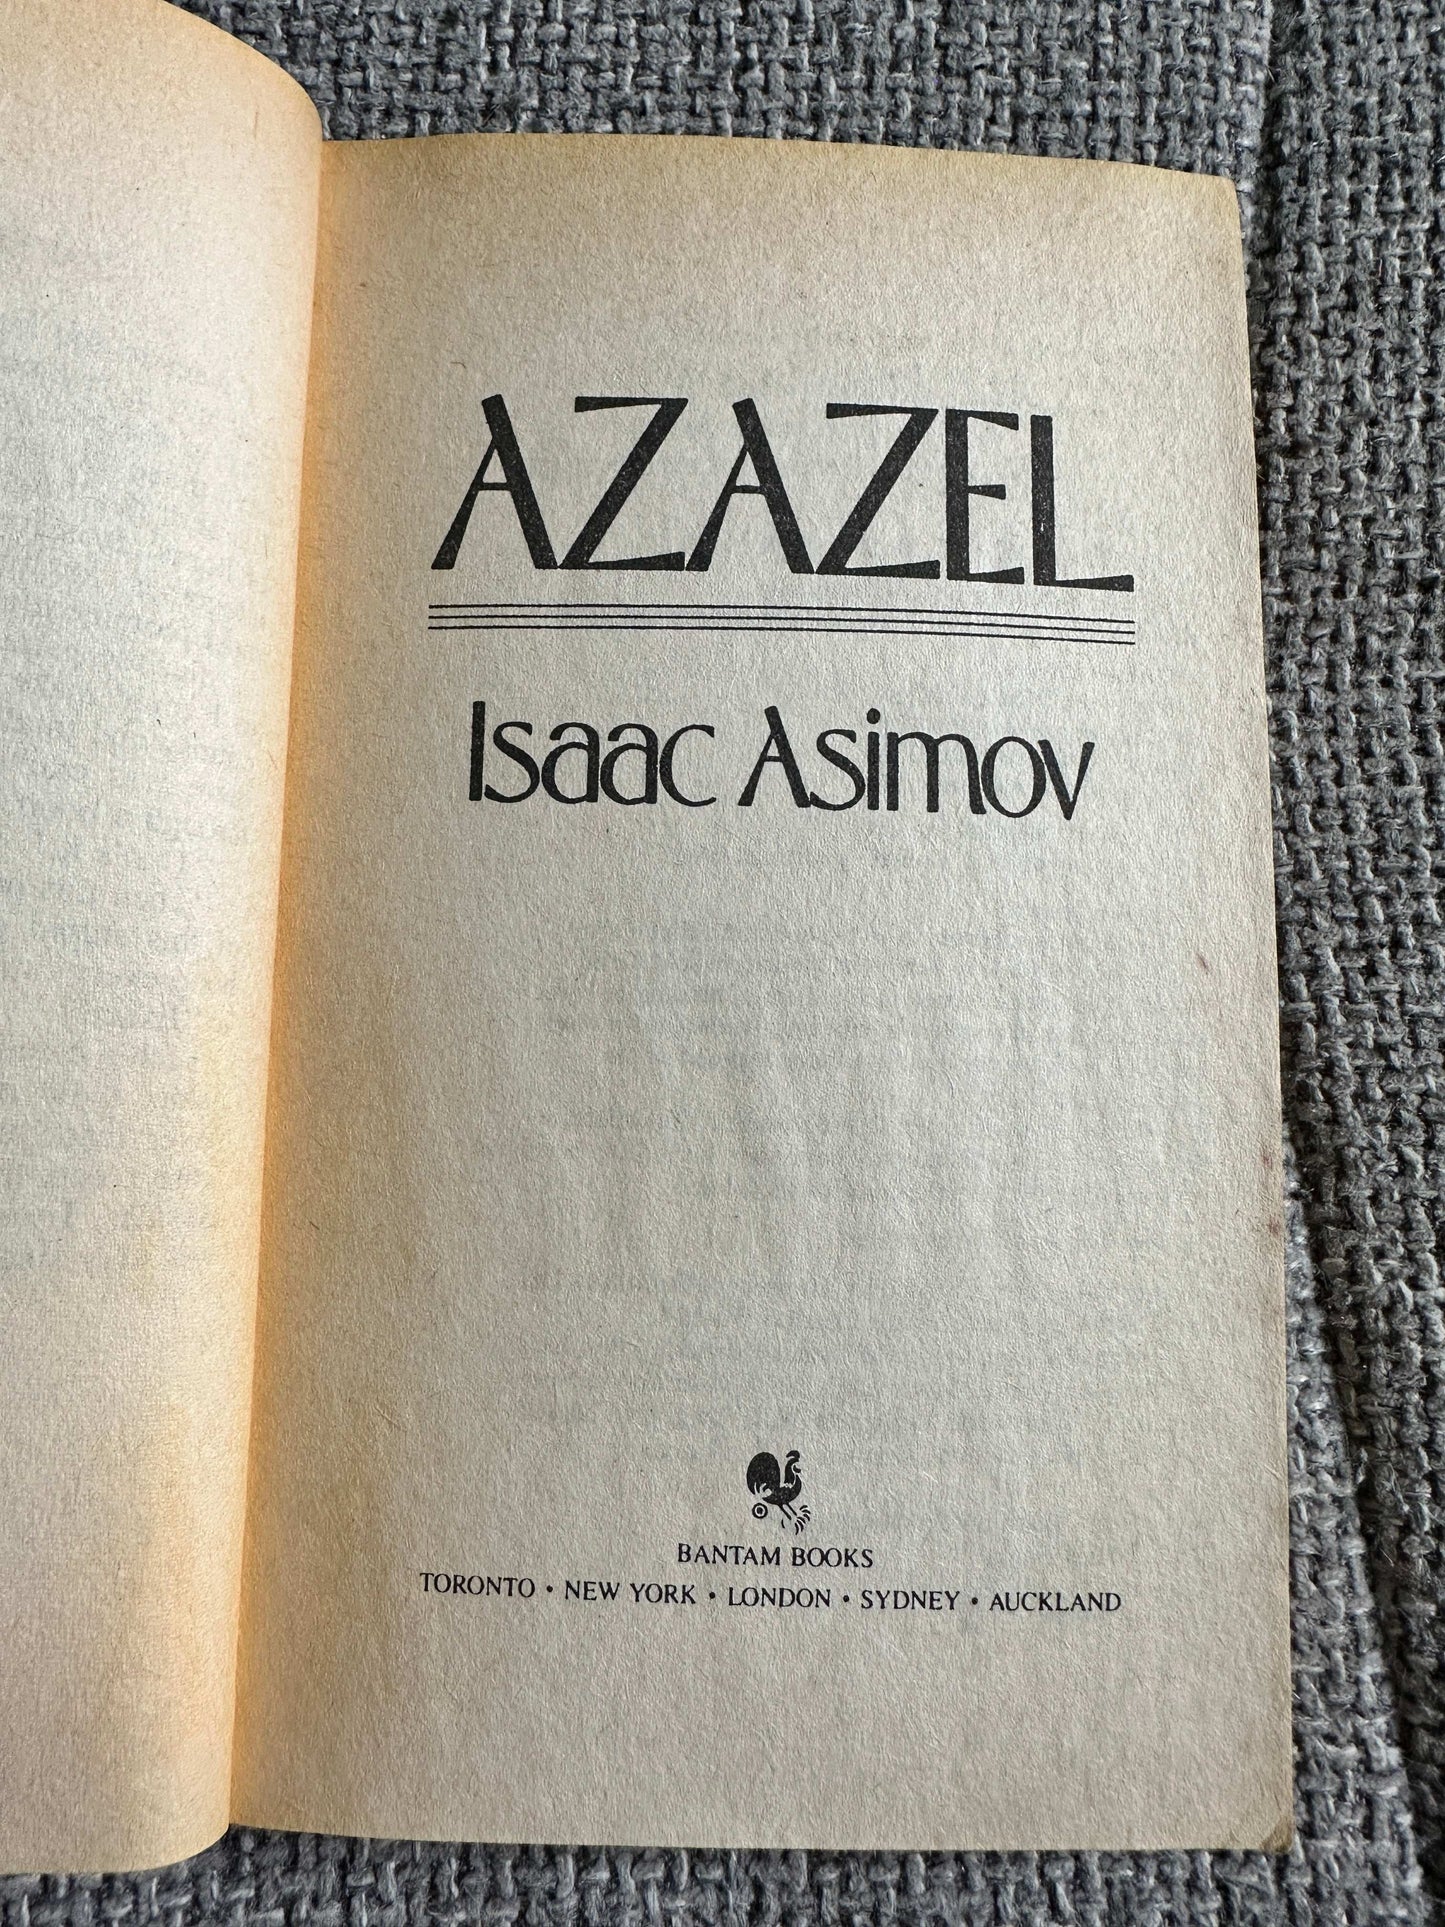 AZAZEL
Isaac Asimov
BANTAM BOOKS
TORONTO • NEW YORK • LONDON • SYDNEY • AUCKLAND